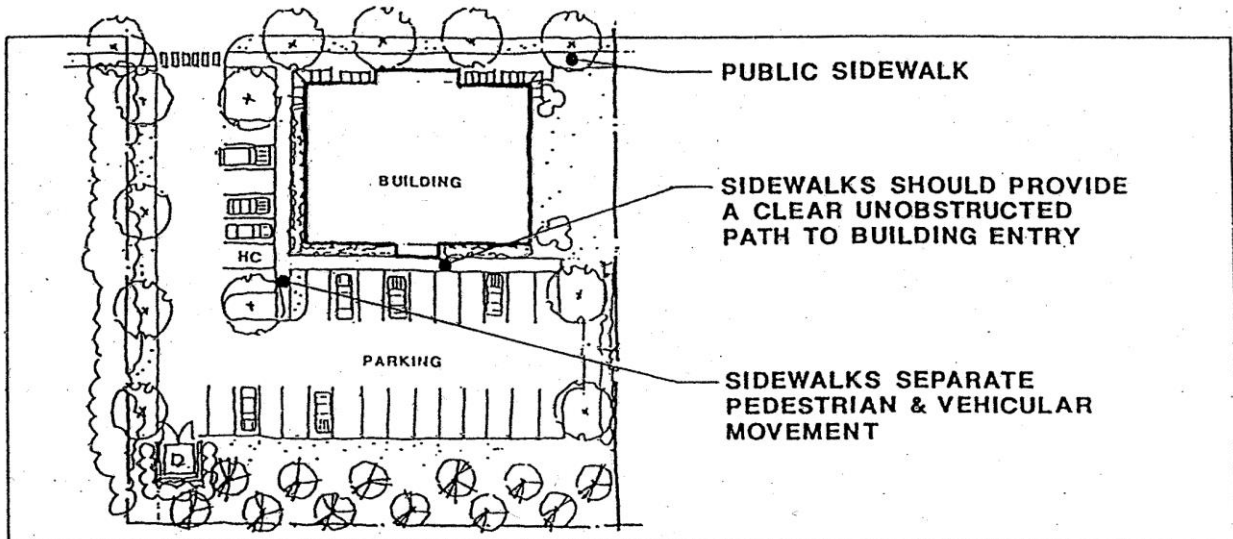 PUBLIC SIDEWALK
BUILDING
SIDEWALKS SHOULD PROVIDE
A CLEAR UNOBSTRUCTED
PATH TO BUILDING ENTRY
HC
PARKING
SIDEWALKS SEPARATE
PEDESTRIAN & VEHICULAR
MOVEMENT
D